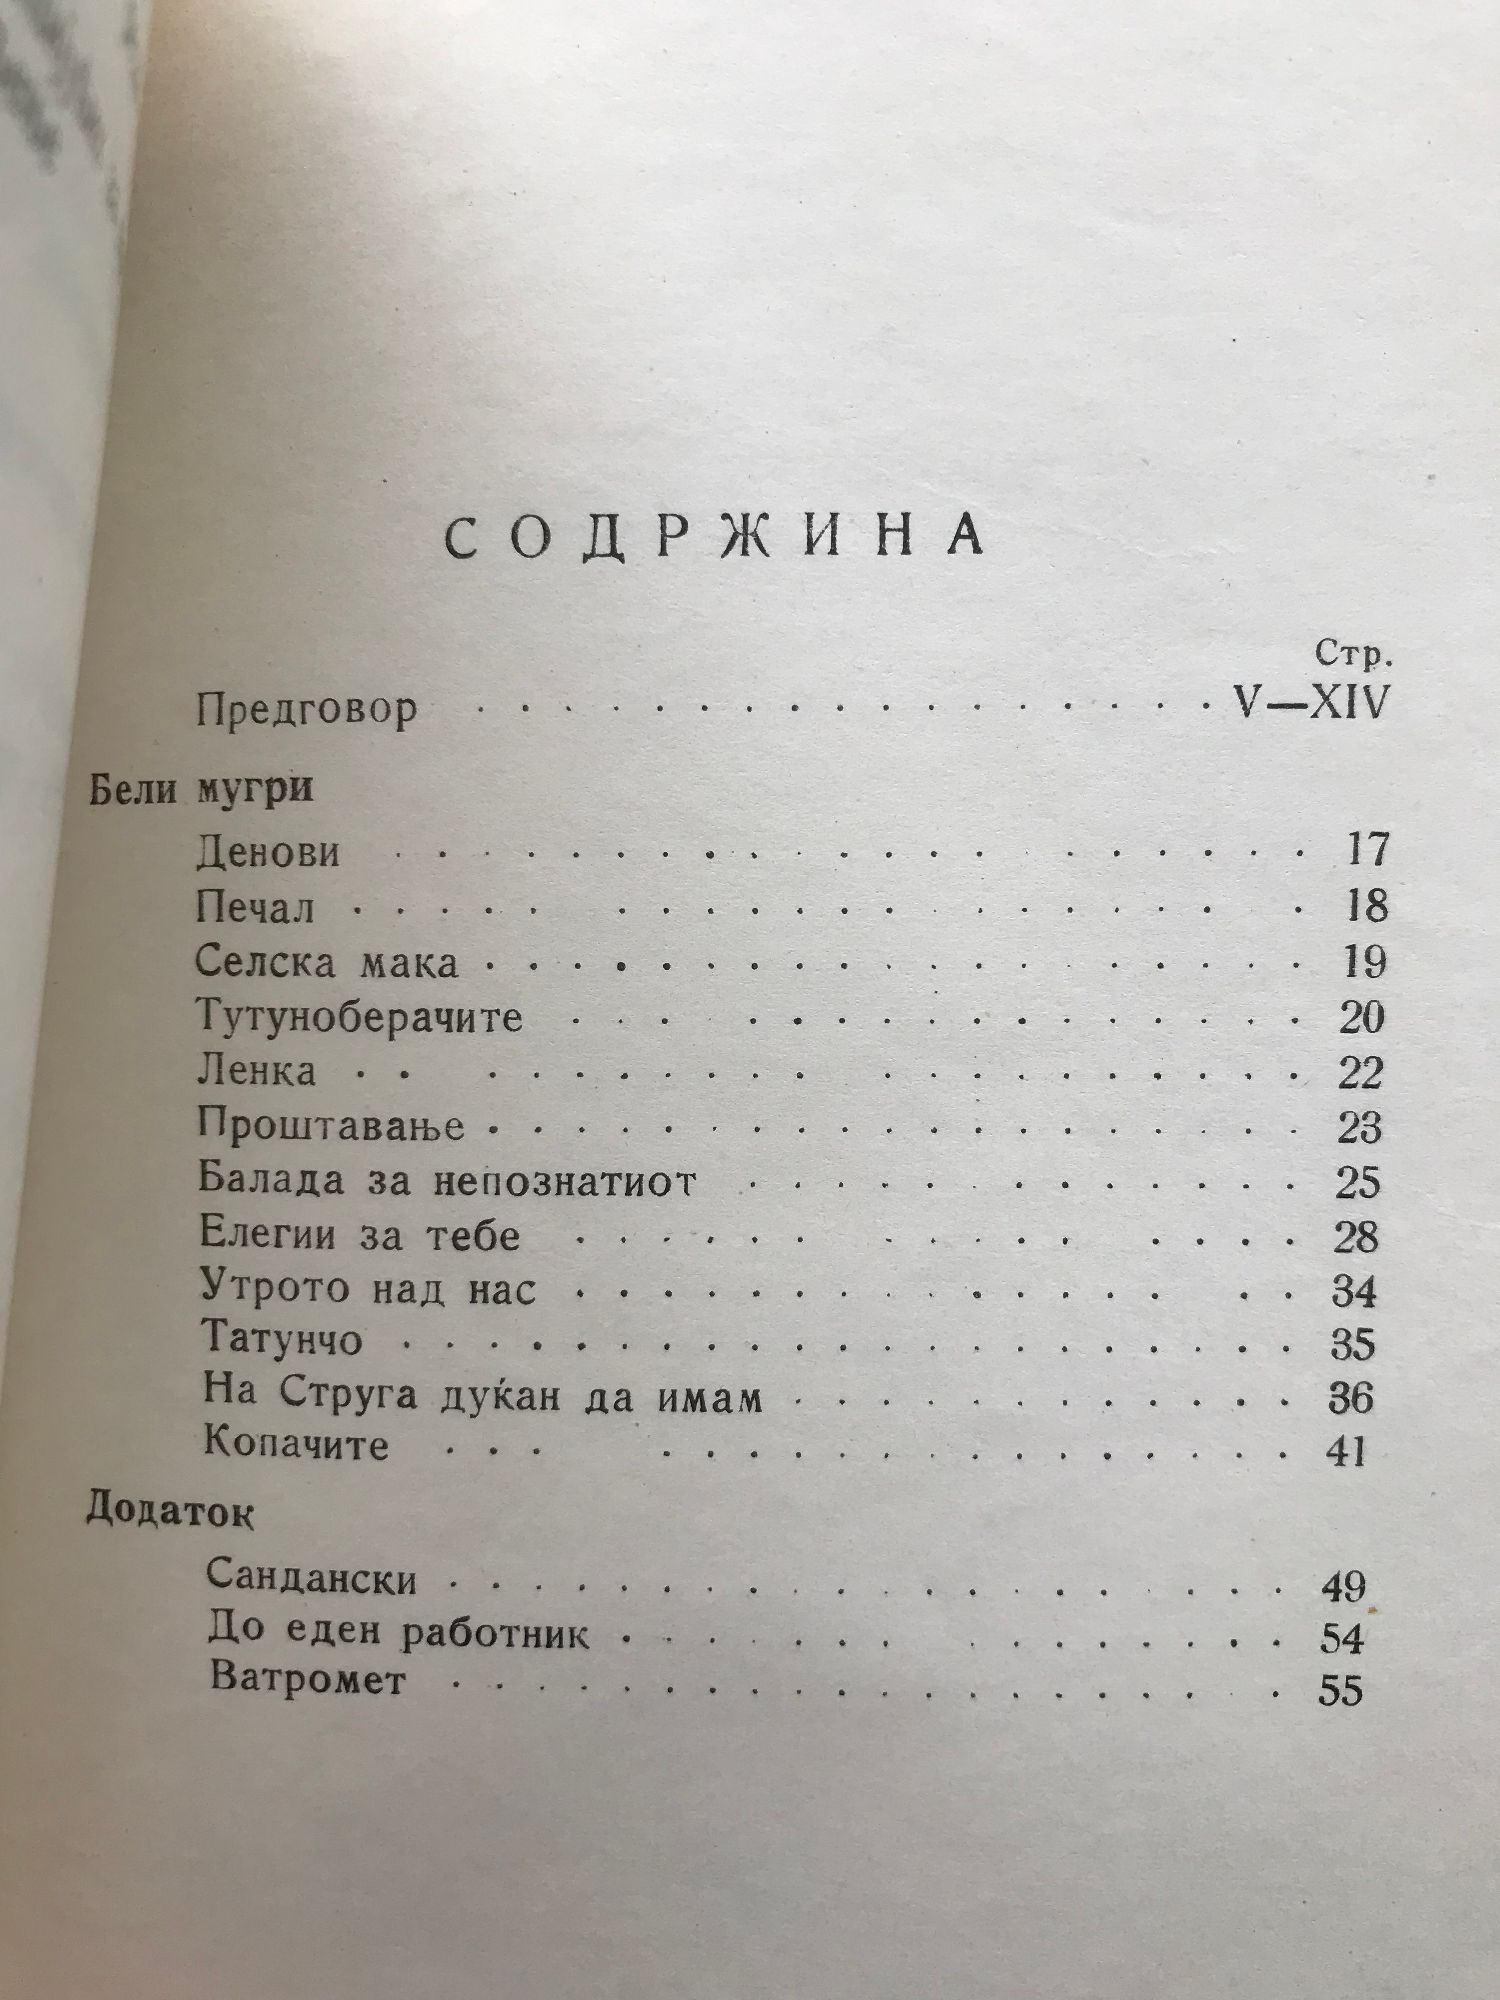 СОДРЖИНА
Стр.
Предговор . . . . . . . . . . . . . . . . . V—XIV
Бели мугри
Денови . . . . . . . . . . . . . . . . . . . . 17
Печал . . . . . . . . . . . . . . . . . . . . 18
Селска мака . . . . . . . . . . . . . . . . . . . 19
Тутуноберачите . . . . . . . . . . . . . . . . 20
Ленка . . . . . . . . . . . . . . . . . . . . 22
Проштавање . . . . . . . . . . . . . . . . . . . 23
Балада за непознатиот . . . . . . . . . . . . 25
Елегии за тебе . . . . . . . . . . . . . . . 28
Утрото над нас . . . . . . . . . . . . . . . . 34
Татунчо . . . . . . . . . . . . . . . . . . . . . 35
На Струга дуќан да имам . . . . . . . . . . . . 36
Копачите . . . . . . . . . . . . . . . . . . 41
Додаток
Сандански . . . . . . . . . . . . . . . . . . . 49
До еден работник . . . . . . . . . . . . . . 54
Ватромет . . . . . . . . . . . . . . . . . . 55